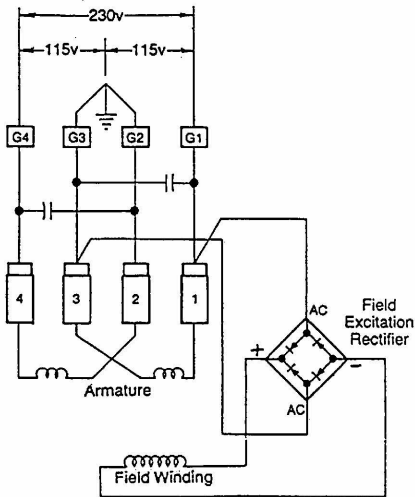 230v
115v 115v
G4 G3 G2 G1
4 3 2 1
AC
Field
Excitation
Rectifier
+ −
Armature
AC
Field Winding